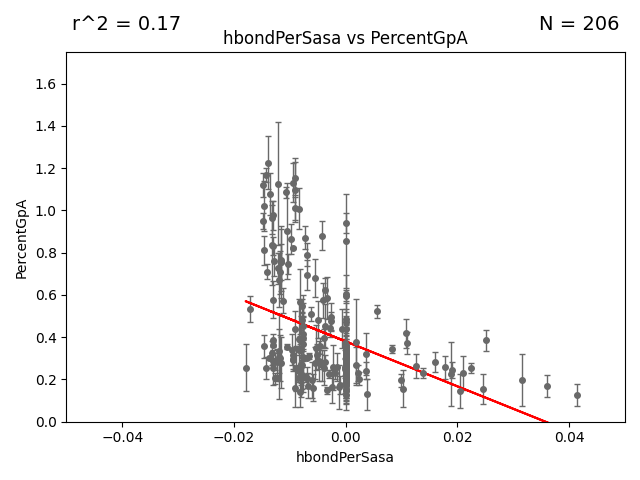 r^2 = 0.17
N = 206
hbondPerSasa vs PercentGpA
PercentGpA
1.6
1.4
1.2
1.0
0.8
0.6
0.4
0.2
0.0
−0.04
−0.02
0.00
0.02
0.04
hbondPerSasa